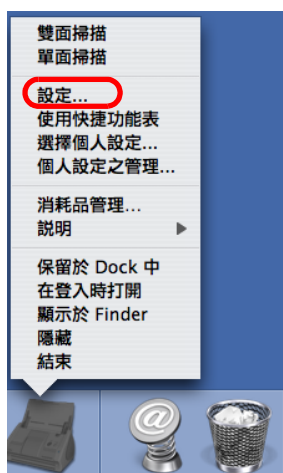 雙面掃描
單面掃描
設定...
使用快捷功能表
選擇個人設定...
個人設定之管理...
消耗品管理...
說明
保留於 Dock 中
在登入時打開
顯示於 Finder
隱藏
結束
@